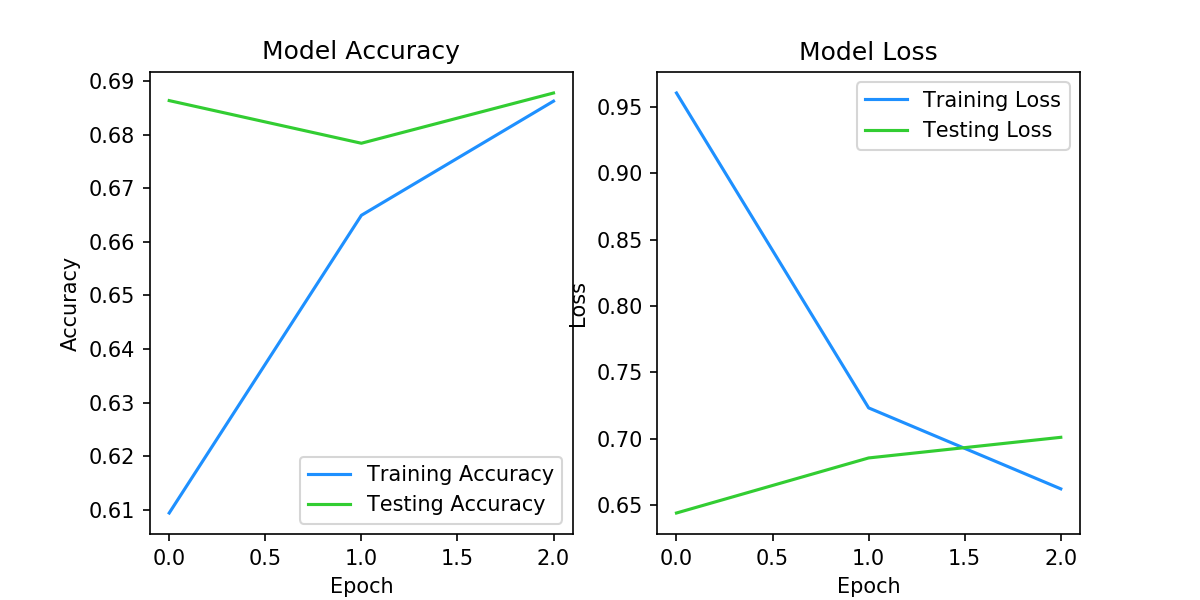 Model Accuracy
0.69
0.68
0.67
0.66
0.65
0.64
0.63
0.62
0.61
Accuracy
Training Accuracy
Testing Accuracy
0.0 0.5 1.0 1.5 2.0
Epoch
Model Loss
0.95
0.90
0.85
0.80
0.75
0.70
0.65
Loss
Training Loss
Testing Loss
0.0 0.5 1.0 1.5 2.0
Epoch